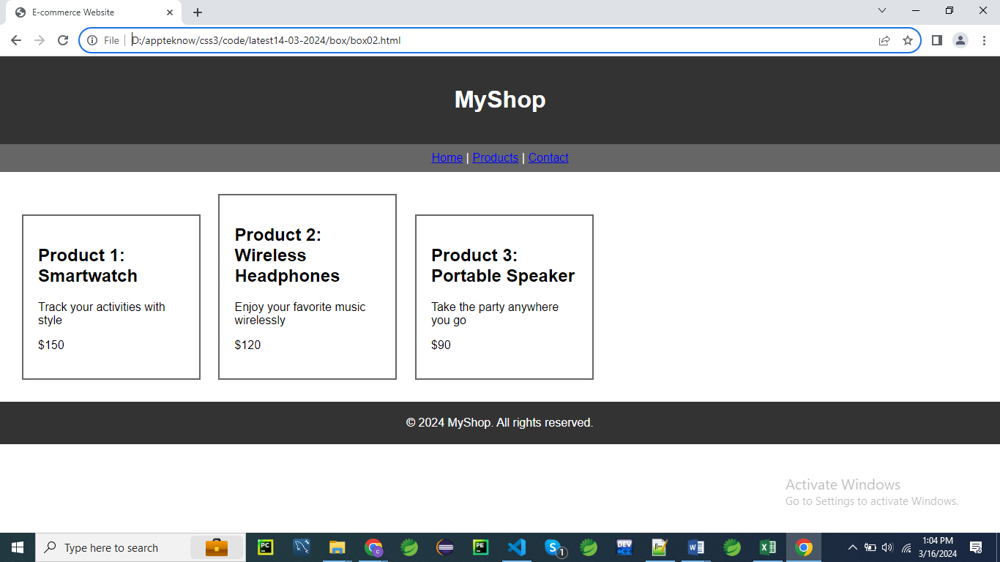 E-commerce Website
File
D:/appteknow/css3/code/latest14-03-2024/box/box02.html
MyShop
Home | Products | Contact
Product 1:
Smartwatch
Track your activities with
style
$150
Product 2:
Wireless
Headphones
Enjoy your favorite music
wirelessly
$120
Product 3:
Portable Speaker
Take the party anywhere
you go
$90
© 2024 MyShop. All rights reserved.
Activate Windows
Go to Settings to activate Windows.
Type here to search
PC
G
PE
S
1
DEV
W
X
1:04 PM
3/16/2024